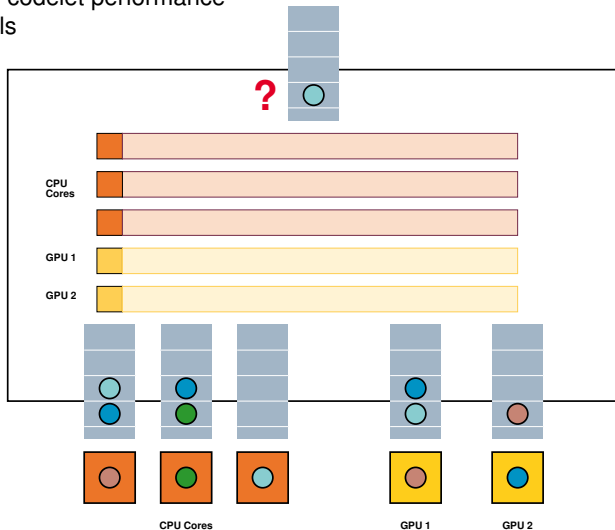 codelet performance
ls
?
CPU
Cores
GPU 1
GPU 2
CPU Cores
GPU 1
GPU 2